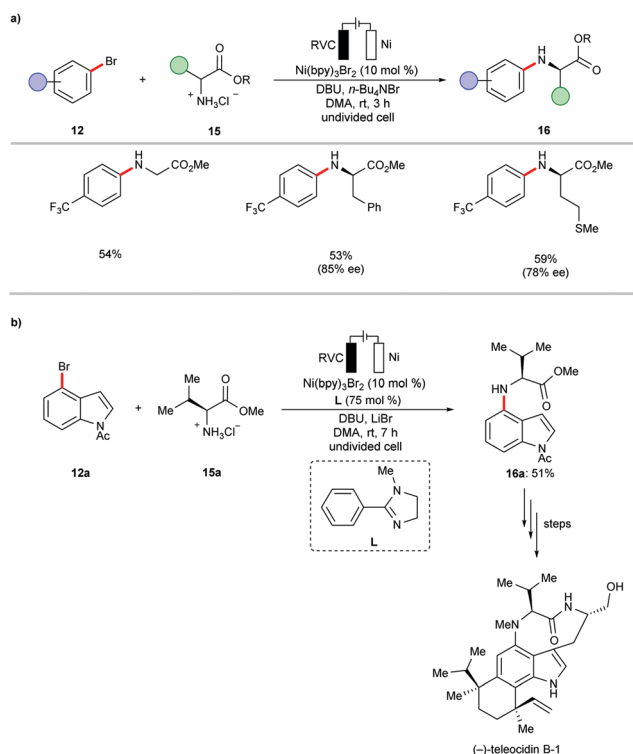 a)
Br
12
+
O
OR
+
NH3Cl –
15
RVC
Ni
Ni(bpy)3Br2 (10 mol %)
DBU, n-Bu4NBr
DMA, rt, 3 h
undivided cell
H
N
OR
O
16
F3C
H
N
CO2Me
54%
F3C
H
N
CO2Me
Ph
53%
(85% ee)
F3C
H
N
CO2Me
SMe
59%
(78% ee)
b)
Br
N
Ac
12a
+
Me
Me
O
OMe
+
NH3Cl–
15a
RVC
Ni
Ni(bpy)3Br2 (10 mol %)
L (75 mol %)
DBU, LiBr
DMA, rt, 7 h
undivided cell
Me
N
N
L
Me
Me
OMe
HN
O
N
Ac
16a: 51%
steps
Me
Me
H
N
OH
MeN
O
Me
Me
Me
N
H
Me
(–)-teleocidin B-1